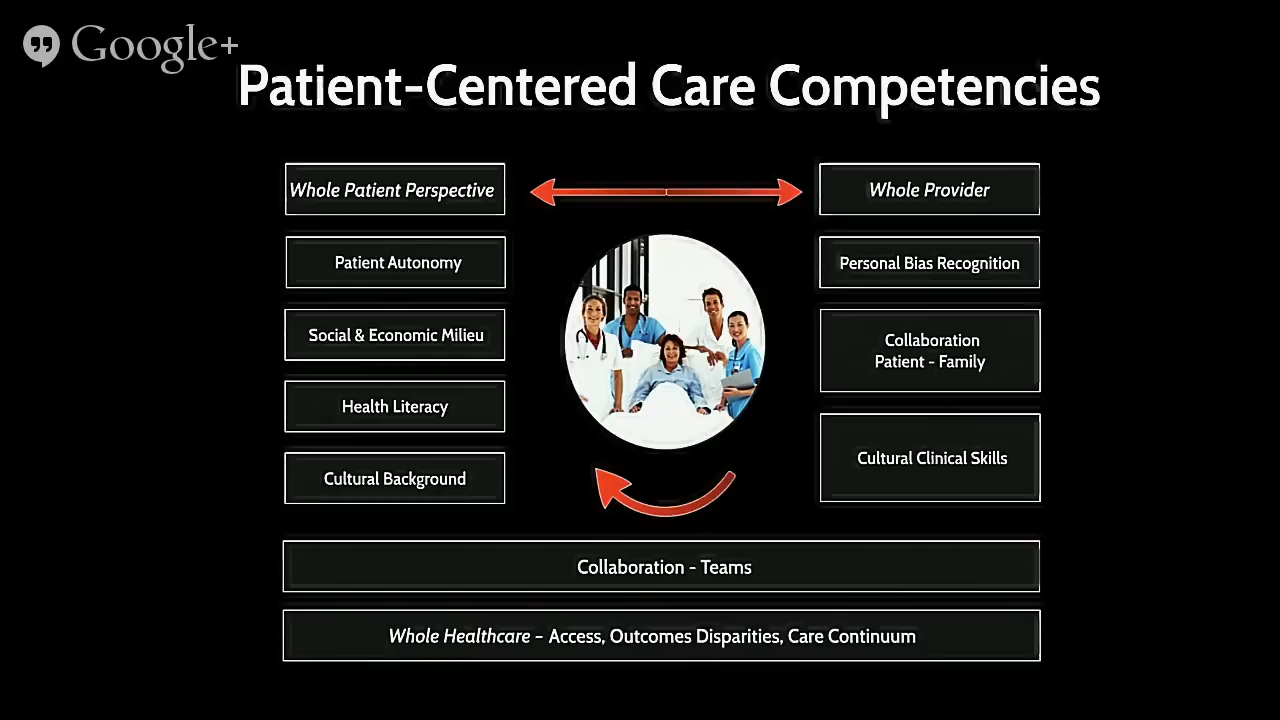 Google+
Patient-Centered Care Competencies
Whole Patient Perspective
Patient Autonomy
Social & Economic Milieu
Health Literacy
Cultural Background
Whole Provider
Personal Bias Recognition
Collaboration
Patient - Family
Cultural Clinical Skills
Collaboration - Teams
Whole Healthcare – Access, Outcomes Disparities, Care Continuum